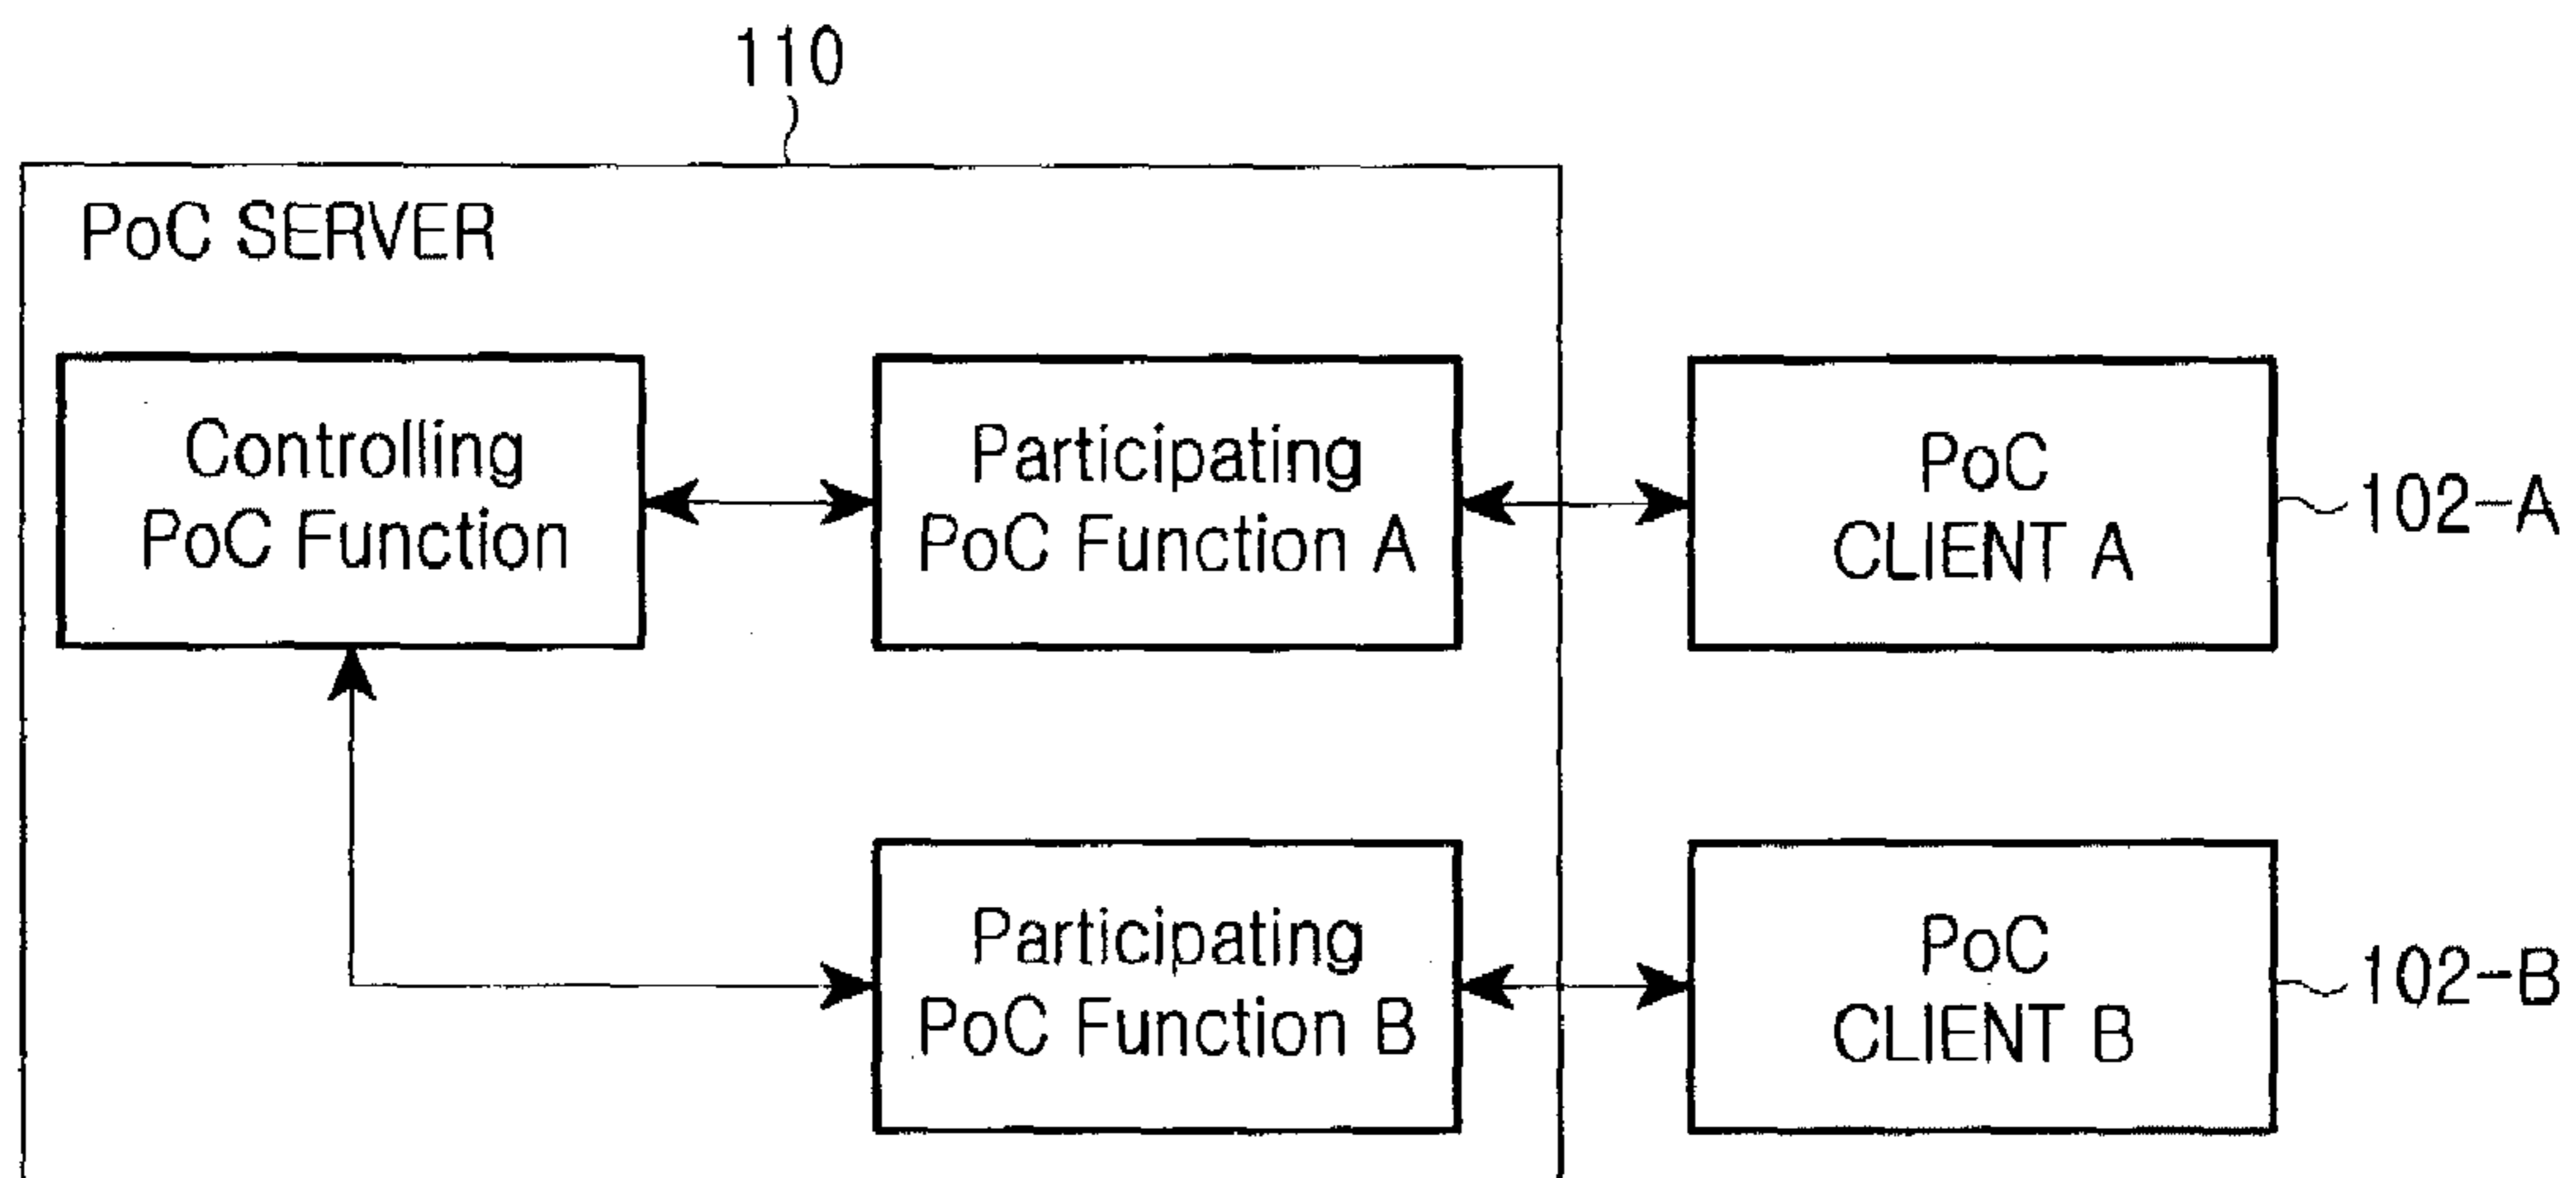 110
PoC SERVER
Controlling
PoC Function
Participating
PoC Function A
PoC
CLIENT A
102-A
Participating
PoC Function B
PoC
CLIENT B
102-B